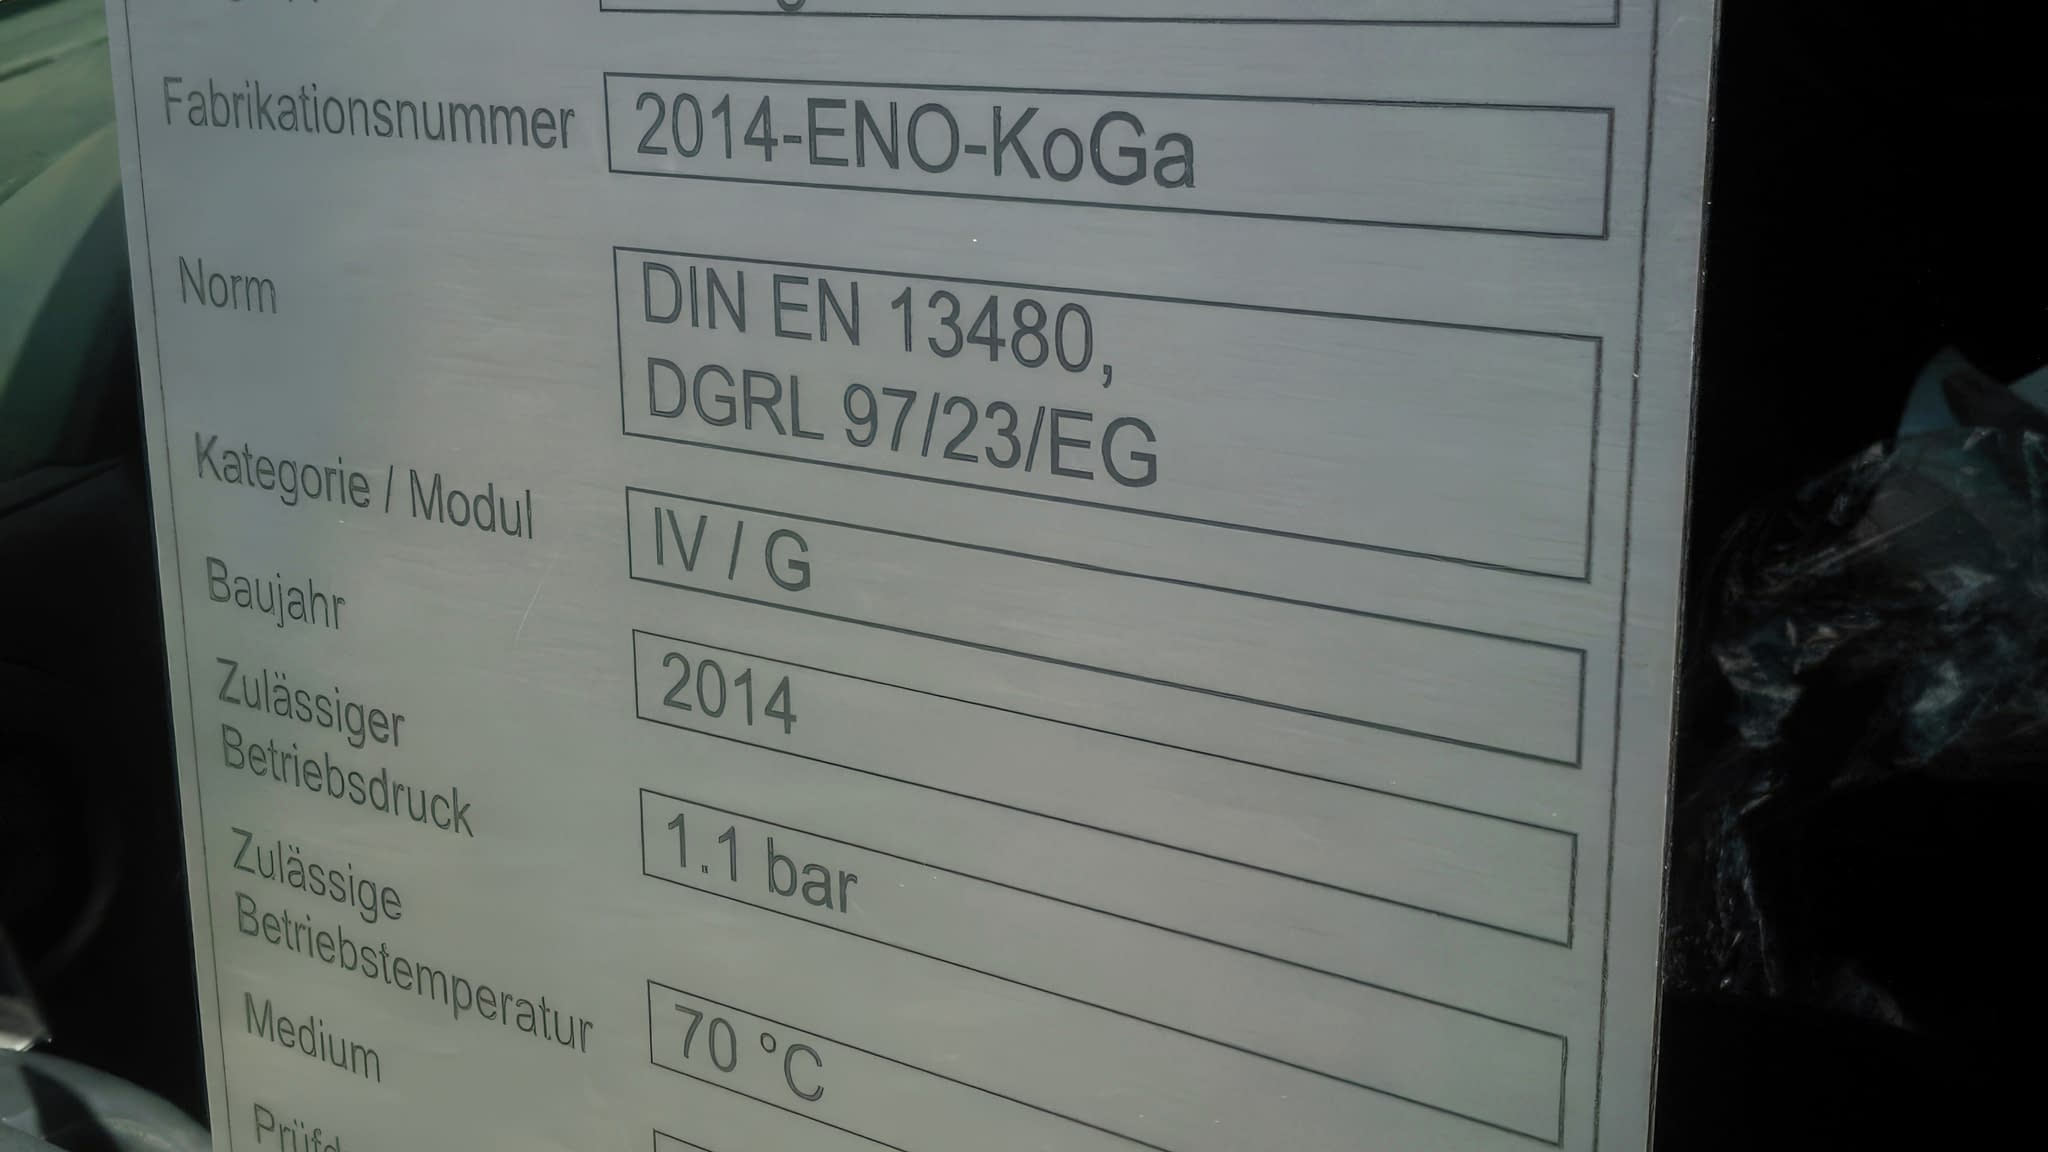 Fabrikationsnummer 2014-ENO-KoGa
Norm DIN EN 13480,
DGRL 97/23/EG
Kategorie / Modul IV / G
Baujahr 2014
Zulässiger
Betriebsdruck 1.1 bar
Zulässige
Betriebstemperatur 70 °C
Medium